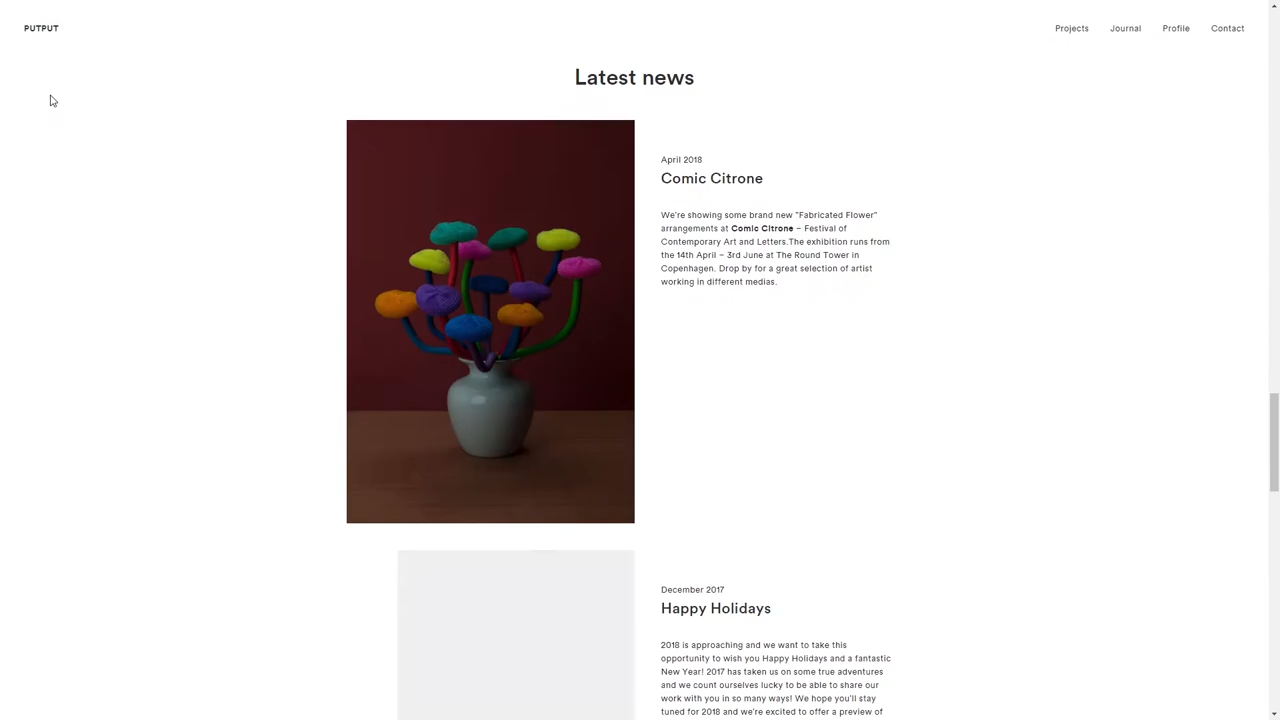 PUTPUT
Projects Journal Profile Contact
Latest news
April 2018
Comic Citrone
We're showing some brand new "Fabricated Flower"
arrangements at Comic Citrone – Festival of
Contemporary Art and Letters.The exhibition runs from
the 14th April – 3rd June at The Round Tower in
Copenhagen. Drop by for a great selection of artist
working in different medias.
December 2017
Happy Holidays
2018 is approaching and we want to take this
opportunity to wish you Happy Holidays and a fantastic
New Year! 2017 has taken us on some true adventures
and we count ourselves lucky to be able to share our
work with you in so many ways! We hope you'll stay
tuned for 2018 and we're excited to offer a preview of